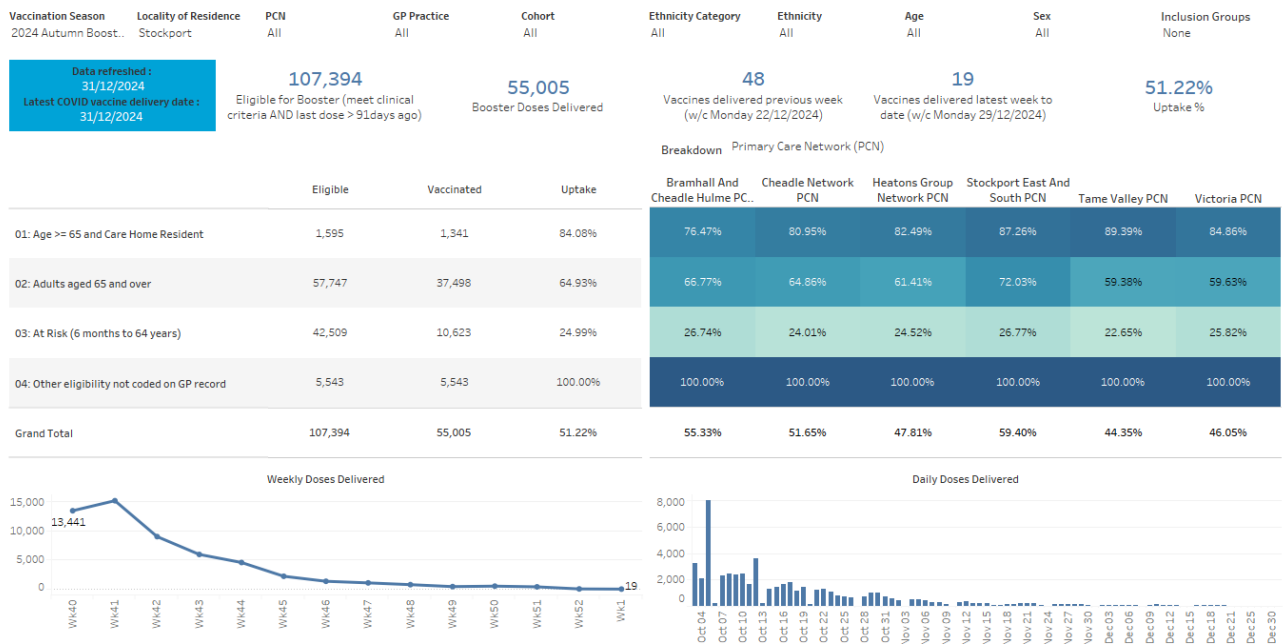 Vaccination Season Locality of Residence PCN GP Practice Cohort Ethnicity Category Ethnicity Age Sex Inclusion Groups
2024 Autumn Boost.. Stockport All All All All All All All None
Data refreshed :
31/12/2024
Latest COVID vaccine delivery date :
31/12/2024
107,394
Eligible for Booster (meet clinical
criteria AND last dose > 91days ago)
55,005
Booster Doses Delivered
48
Vaccines delivered previous week
(w/c Monday 22/12/2024)
19
Vaccines delivered latest week to
date (w/c Monday 29/12/2024)
51.22%
Uptake %
Breakdown Primary Care Network (PCN)
Eligible Vaccinated Uptake
Bramhall And
Cheadle Hulme PC..
Cheadle Network
PCN
Heatons Group
Network PCN
Stockport East And
South PCN
Tame Valley PCN
Victoria PCN
01: Age >= 65 and Care Home Resident 1,595 1,341 84.08% 76.47% 80.95% 82.49% 87.26% 89.39% 84.86%
02: Adults aged 65 and over 57,747 37,498 64.93% 66.77% 64.86% 61.41% 72.03% 59.38% 59.63%
03: At Risk (6 months to 64 years) 42,509 10,623 24.99% 26.74% 24.01% 24.52% 26.77% 22.65% 25.82%
04: Other eligibility not coded on GP record 5,543 5,543 100.00% 100.00% 100.00% 100.00% 100.00% 100.00% 100.00%
Grand Total 107,394 55,005 51.22% 55.33% 51.65% 47.81% 59.40% 44.35% 46.05%
Weekly Doses Delivered
15,000
10,000
5,000
0
13,441
19
Wk40 Wk41 Wk42 Wk43 Wk44 Wk45 Wk46 Wk47 Wk48 Wk49 Wk50 Wk51 Wk52 Wk1
Daily Doses Delivered
8,000
6,000
4,000
2,000
0
Oct 04 Oct 07 Oct 10 Oct 13 Oct 16 Oct 19 Oct 22 Oct 25 Oct 28 Oct 31 Nov 03 Nov 06 Nov 09 Nov 12 Nov 15 Nov 18 Nov 21 Nov 24 Nov 27 Nov 30 Dec 03 Dec 06 Dec 09 Dec 12 Dec 15 Dec 18 Dec 21 Dec 25 Dec 30